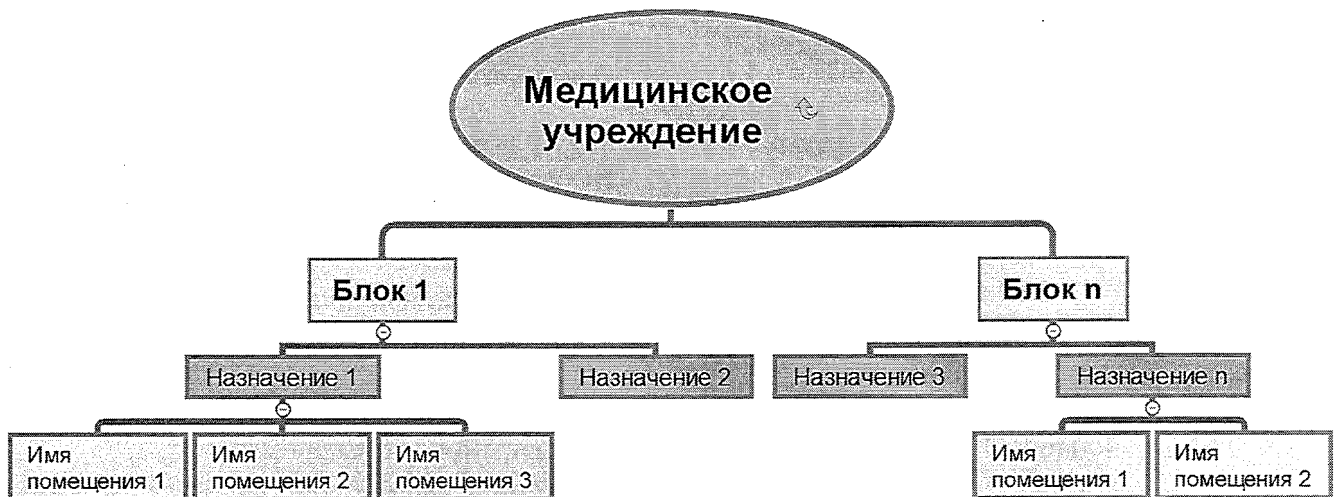 Медицинское
учреждение
Блок 1
Блок n
Назначение 1
Назначение 2
Назначение 3
Назначение n
Имя
помещения 1
Имя
помещения 2
Имя
помещения 3
Имя
помещения 1
Имя
помещения 2